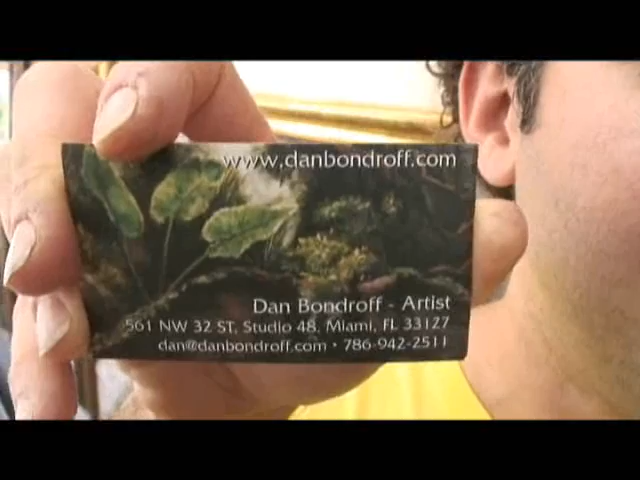 www.danbondroff.com
Dan Bondroff - Artist
561 NW 32 ST, Studio 48, Miami, FL 33127
dan@danbondroff.com • 786-942-2511